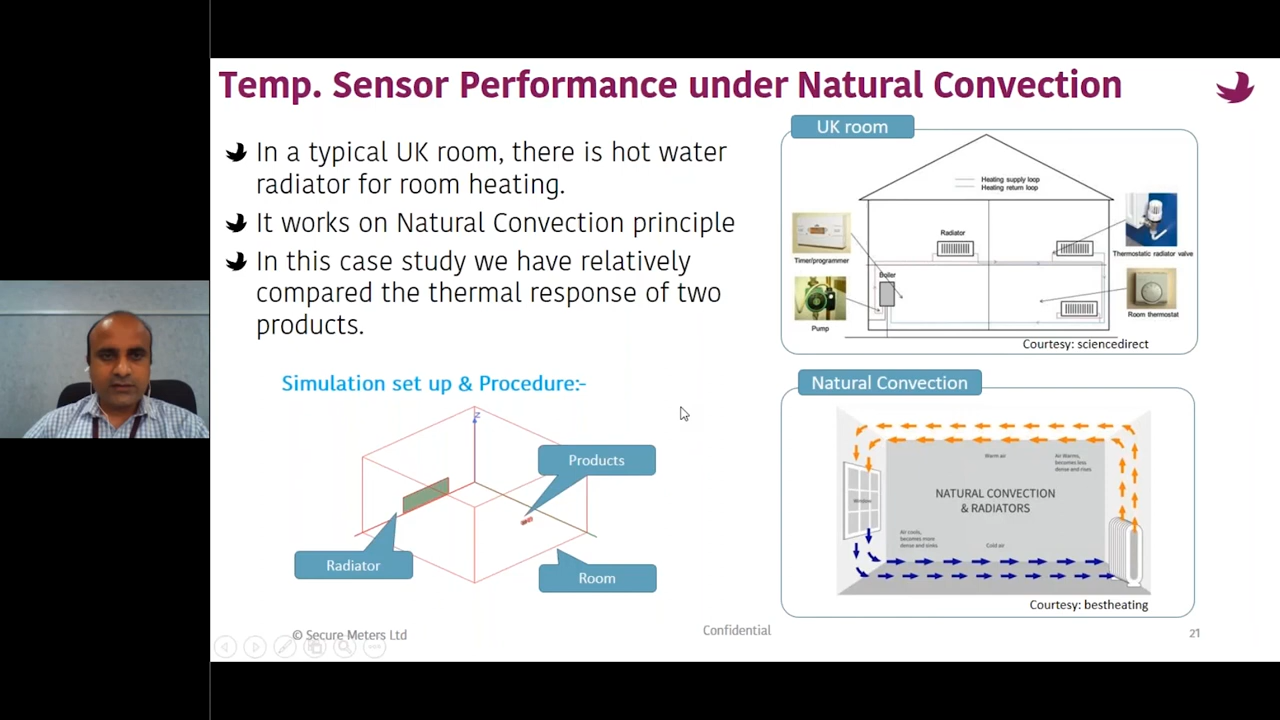 Temp. Sensor Performance under Natural Convection
In a typical UK room, there is hot water
radiator for room heating.
It works on Natural Convection principle
In this case study we have relatively
compared the thermal response of two
products.
Simulation set up & Procedure:-
Z
Products
Radiator
Room
UK room
Heating supply loop
Heating return loop
Radiator
Timer/programmer
Boiler
Thermostatic radiator valve
Pump
Room thermostat
Courtesy: sciencedirect
Natural Convection
Warm air
Air Warms,
becomes less
dense and rises
Window
NATURAL CONVECTION
& RADIATORS
Air cools,
becomes more
dense and sinks
Cold air
Courtesy: bestheating
© Secure Meters Ltd
Confidential
21